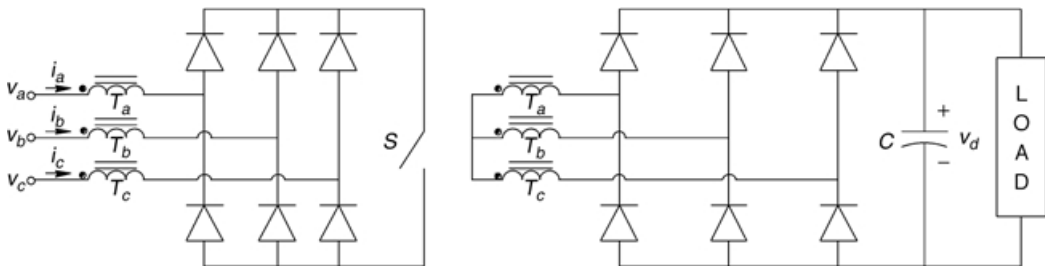 i_a
v_a
T_a
i_b
v_b
T_b
S
i_c
v_c
T_c
T_a
T_b
T_c
C
+
v_d
−
L
O
A
D